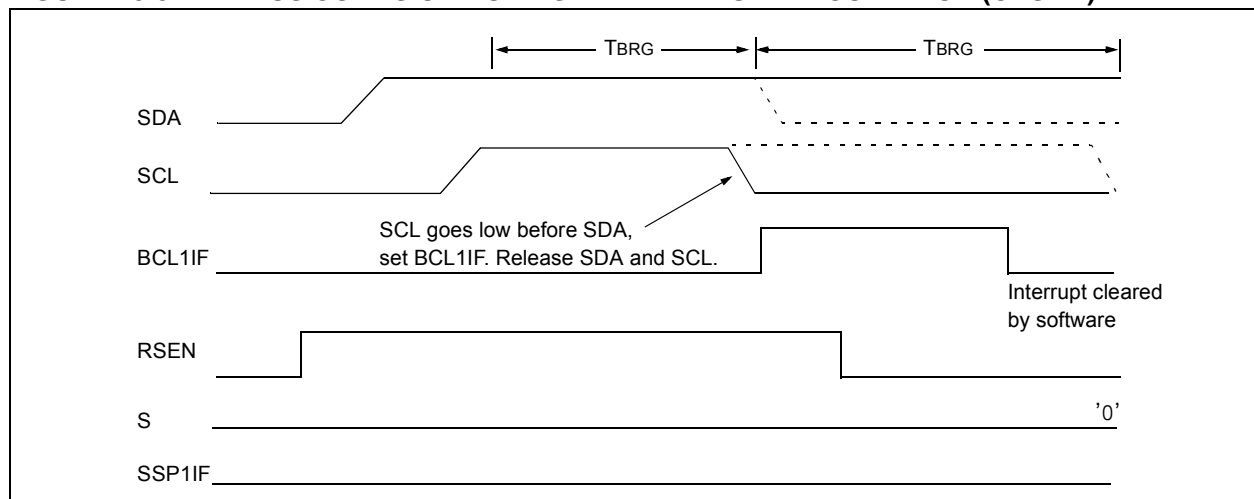 TBRG TBRG
SDA
SCL
SCL goes low before SDA,
set BCL1IF. Release SDA and SCL.
BCL1IF
Interrupt cleared
by software
RSEN
'0'
S
SSP1IF